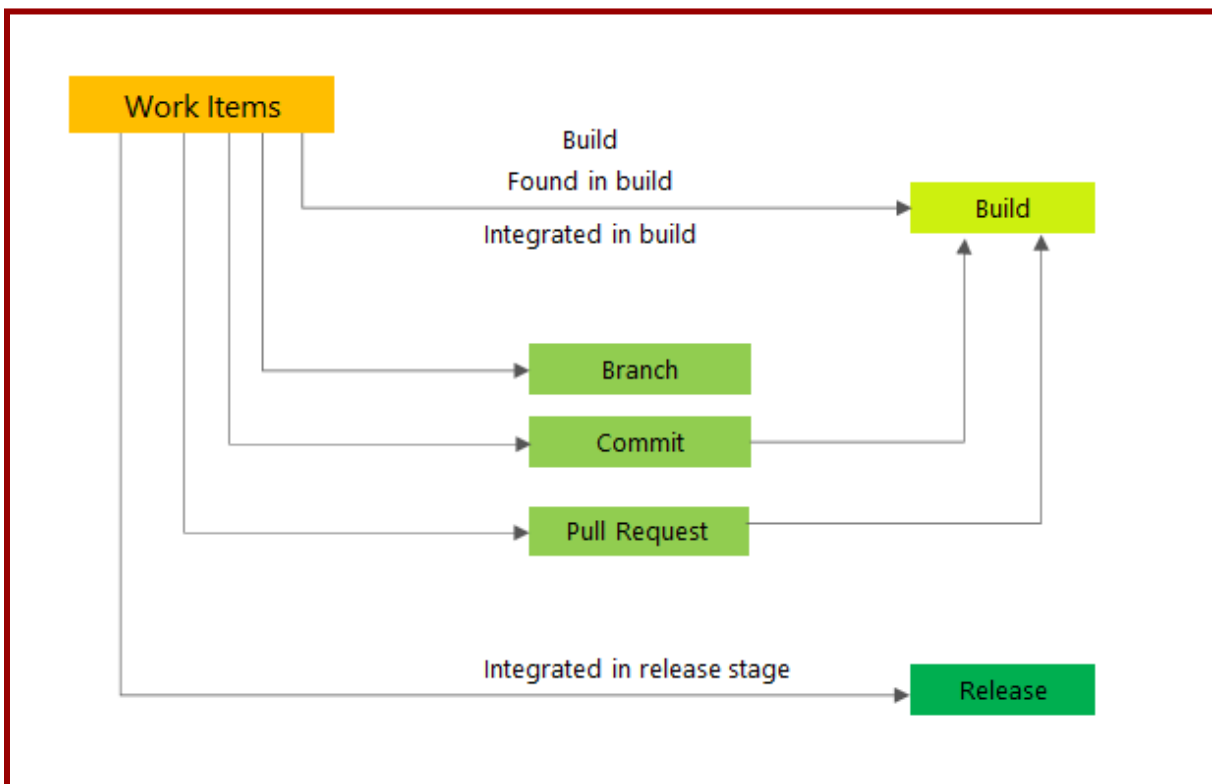 Work Items
Build
Found in build
Build
Integrated in build
Branch
Commit
Pull Request
Integrated in release stage
Release